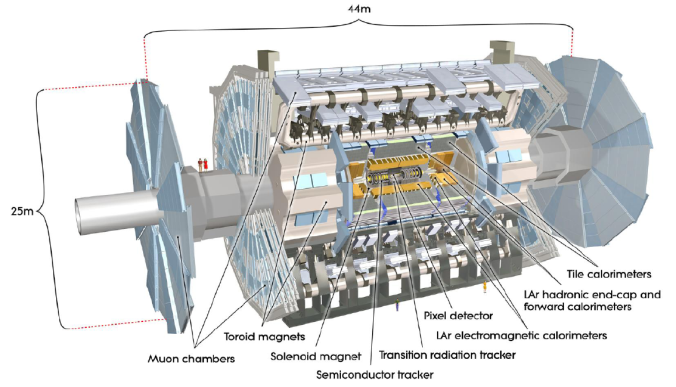 44m
25m
Tile calorimeters
LAr hadronic end-cap and
forward calorimeters
Pixel detector
Toroid magnets
LAr electromagnetic calorimeters
Muon chambers
Solenoid magnet
Transition radiation tracker
Semiconductor tracker